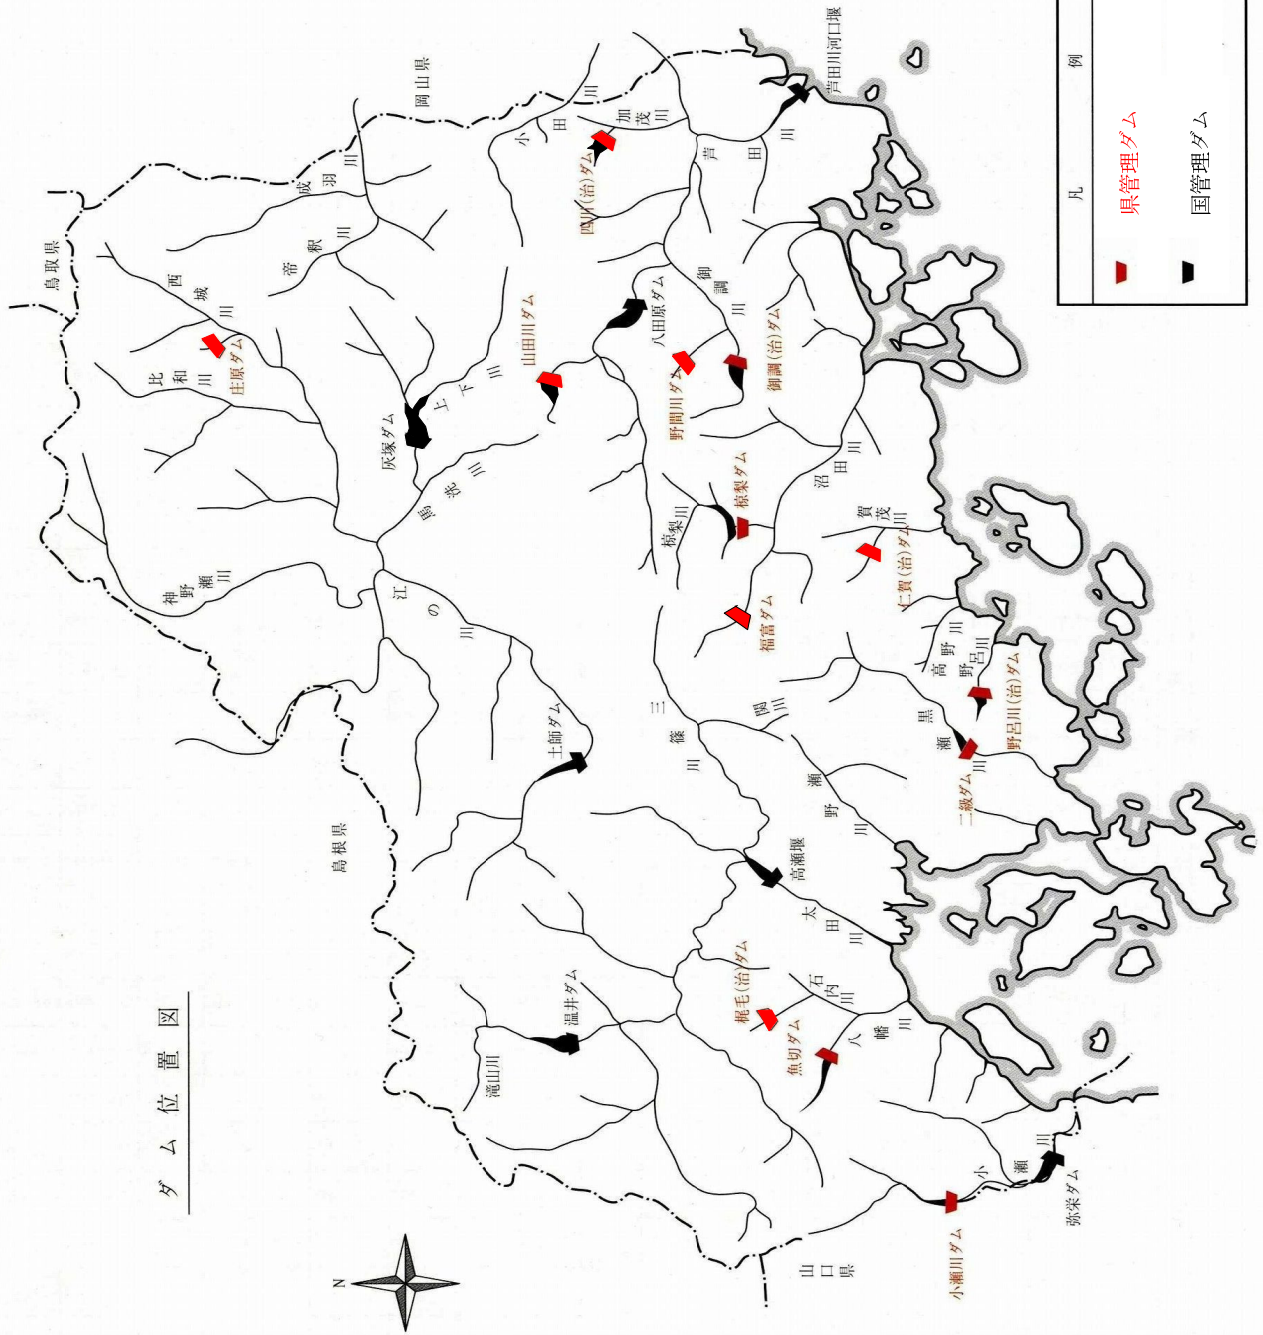 ダム位置図
N
鳥取県
岡山県
島根県
山口県
西城川
比和川
庄原ダム
成羽川
帝釈川
神野瀬川
灰塚ダム
上下川
馬洗川
江の川
土師ダム
山田川ダム
八田原ダム
小田川
加茂川
四川(治)ダム
芦田川
芦田川河口堰
御調川
野間川ダム
御調(治)ダム
椋梨川
椋梨ダム
沼田川
福富ダム
賀茂川
仁賀(治)ダム
高野川
野呂川
野呂川(治)ダム
黒瀬川
二級ダム
三篠川
関川
瀬野川
高瀬堰
太田川
滝山川
温井ダム
梶毛(治)ダム
石内川
魚切ダム
八幡川
小瀬川
小瀬川ダム
弥栄ダム
凡例
県管理ダム
国管理ダム